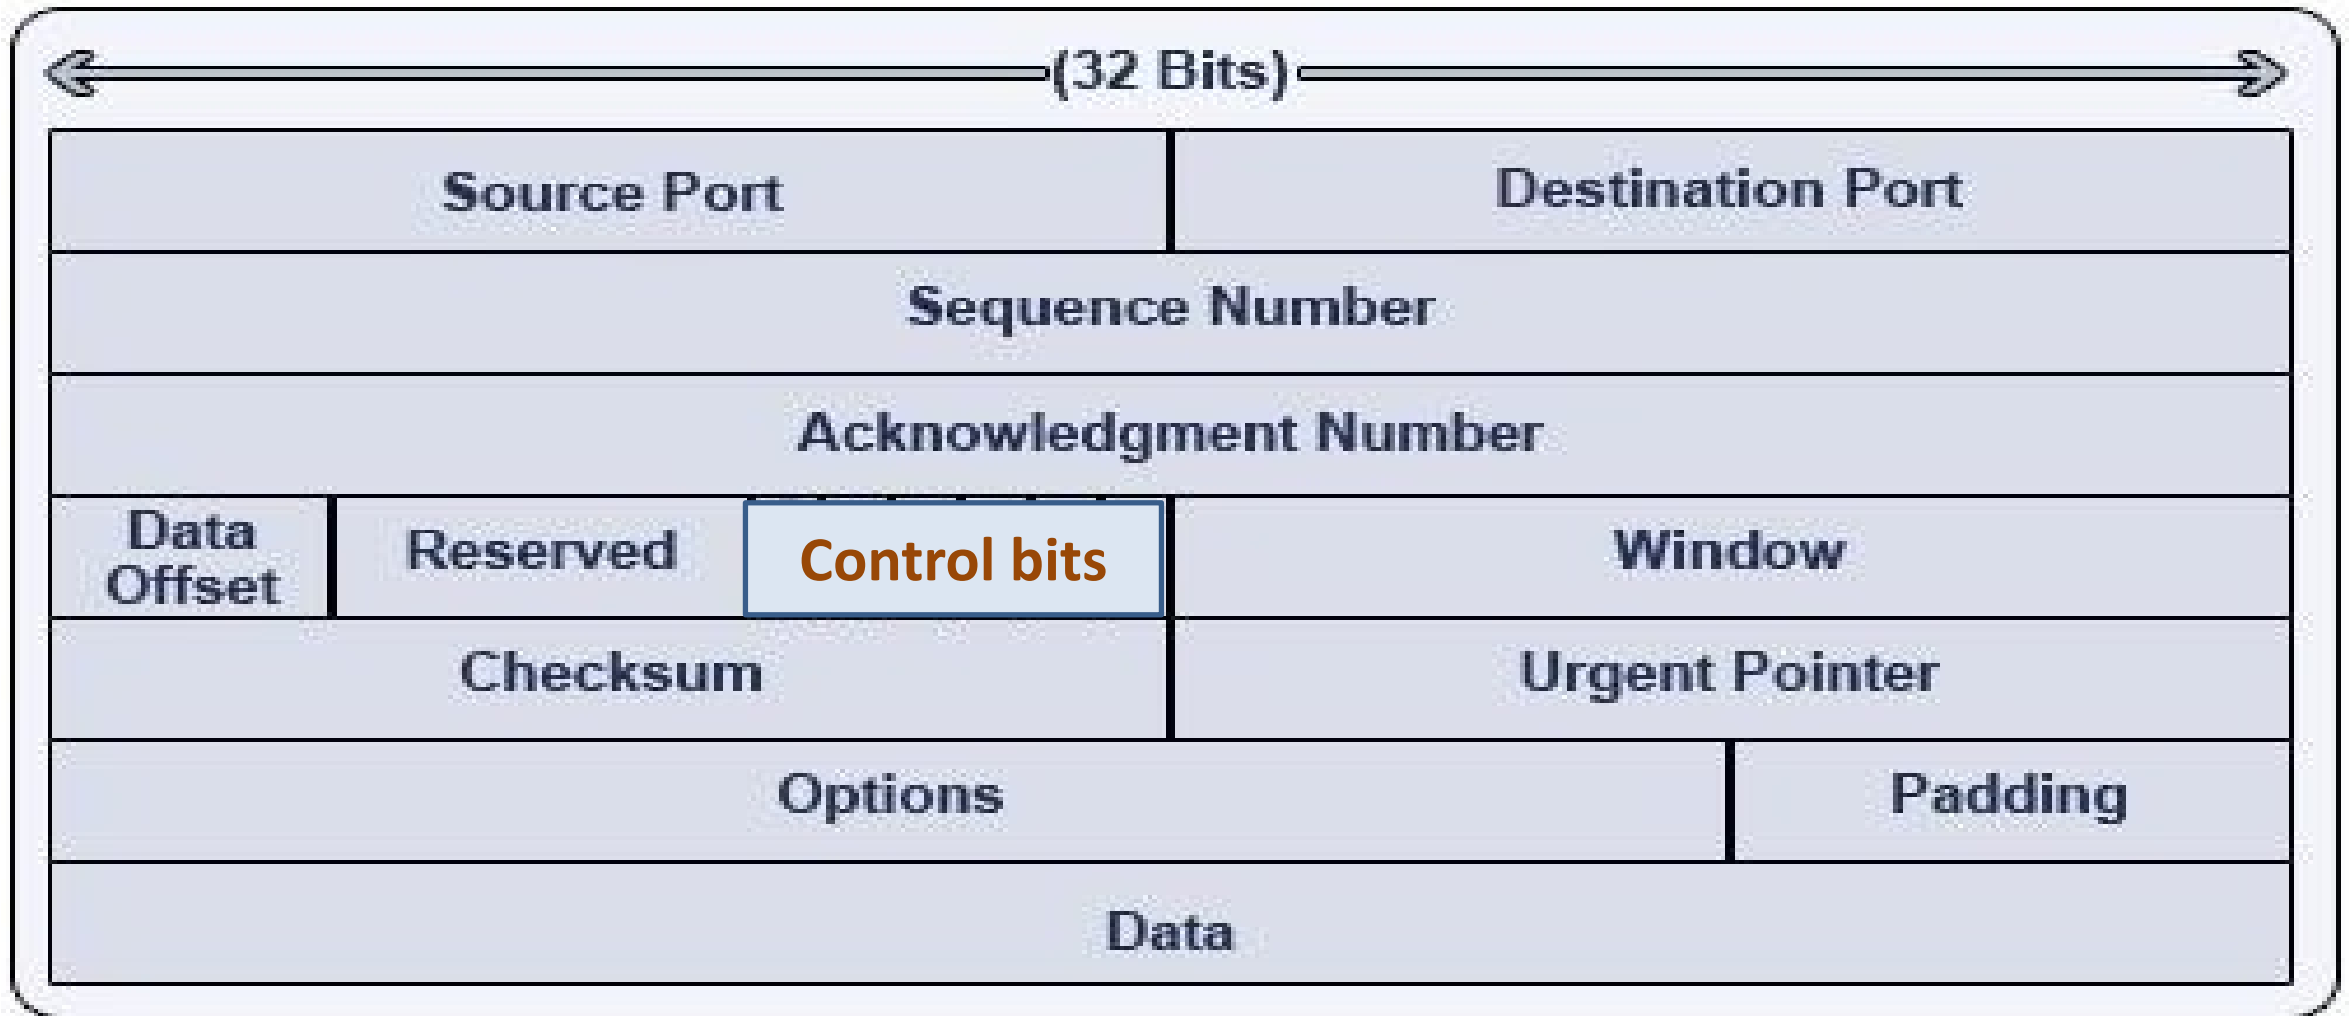 (32 Bits)
Source Port
Destination Port
Sequence Number
Acknowledgment Number
Data
Offset
Reserved
Control bits
Window
Checksum
Urgent Pointer
Options
Padding
Data